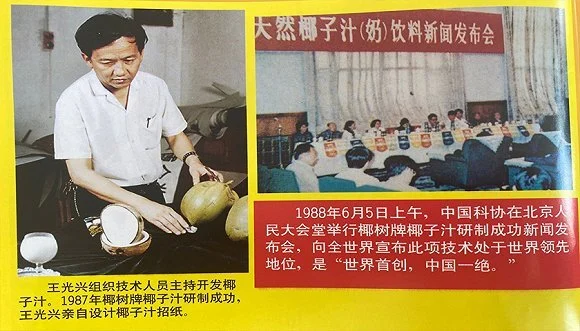 天然椰子汁(奶)饮料新闻发布会
王光兴组织技术人员主持开发椰
子汁。1987年椰树牌椰子汁研制成功，
王光兴亲自设计椰子汁招纸。
1988年6月5日上午，中国科协在北京人
民大会堂举行椰树牌椰子汁研制成功新闻发
布会，向全世界宣布此项技术处于世界领先
地位，是“世界首创，中国一绝。”